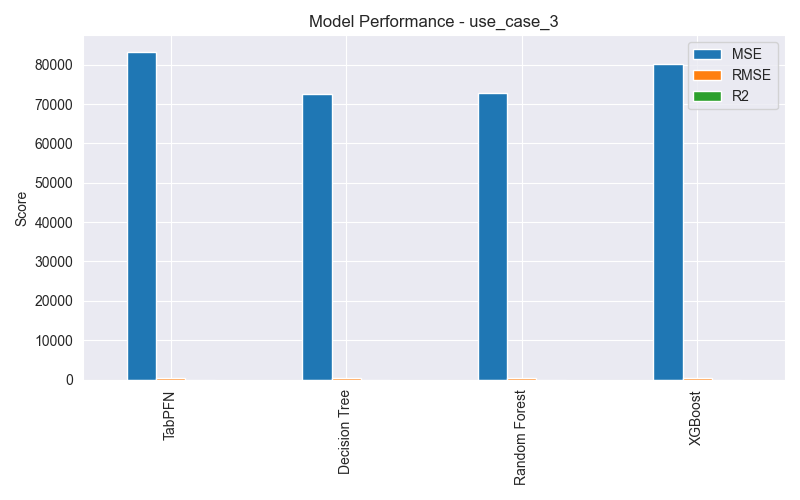 Model Performance - use_case_3
MSE
RMSE
R2
Score
80000
70000
60000
50000
40000
30000
20000
10000
0
TabPFN
Decision Tree
Random Forest
XGBoost